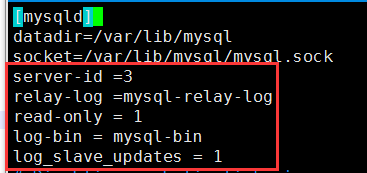 [mysqld]
datadir=/var/lib/mysql
socket=/var/lib/mysql/mysql.sock
server-id =3
relay-log =mysql-relay-log
read-only = 1
log-bin = mysql-bin
log_slave_updates = 1